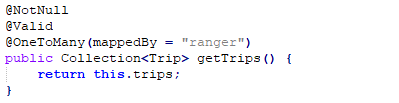 @NotNull
@Valid
@OneToMany(mappedBy = "ranger")
public Collection<Trip> getTrips() {
    return this.trips;
}